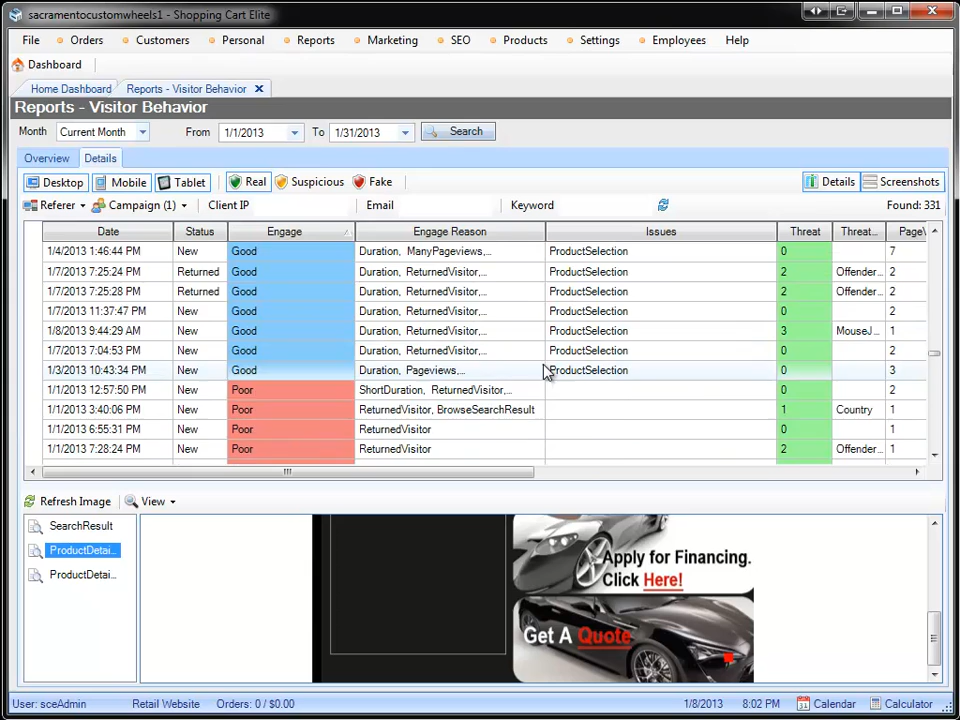 sacramentocustomwheels1 - Shopping Cart Elite
File Orders Customers Personal Reports Marketing SEO Products Settings Employees Help
Dashboard
Home Dashboard Reports - Visitor Behavior
Reports - Visitor Behavior
Month Current Month From 1/1/2013 To 1/31/2013 Search
Overview Details
Desktop Mobile Tablet Real Suspicious Fake Details Screenshots
Referer Campaign (1) Client IP Email Keyword Found: 331
Date Status Engage Engage Reason Issues Threat Threat... Page\
1/4/2013 1:46:44 PM New Good Duration, ManyPageviews,... ProductSelection 0 7
1/7/2013 7:25:24 PM Returned Good Duration, ReturnedVisitor,... ProductSelection 2 Offender... 2
1/7/2013 7:25:28 PM Returned Good Duration, ReturnedVisitor,... ProductSelection 2 Offender... 2
1/7/2013 11:37:47 PM New Good Duration, ReturnedVisitor,... ProductSelection 0 2
1/8/2013 9:44:29 AM New Good Duration, ReturnedVisitor,... ProductSelection 3 MouseJ... 1
1/7/2013 7:04:53 PM New Good Duration, ReturnedVisitor,... ProductSelection 0 2
1/3/2013 10:43:34 PM New Good Duration, Pageviews,... ProductSelection 0 3
1/1/2013 12:57:50 PM New Poor ShortDuration, ReturnedVisitor,... 0 2
1/1/2013 3:40:06 PM New Poor ReturnedVisitor, BrowseSearchResult 1 Country 1
1/1/2013 6:55:31 PM New Poor ReturnedVisitor 0 1
1/1/2013 7:28:24 PM New Poor ReturnedVisitor 2 Offender... 1
Refresh Image View
SearchResult
ProductDetai...
ProductDetai...
Apply for Financing.
Click Here!
Get A Quote
User: sceAdmin Retail Website Orders: 0 / $0.00 1/8/2013 8:02 PM Calendar Calculator